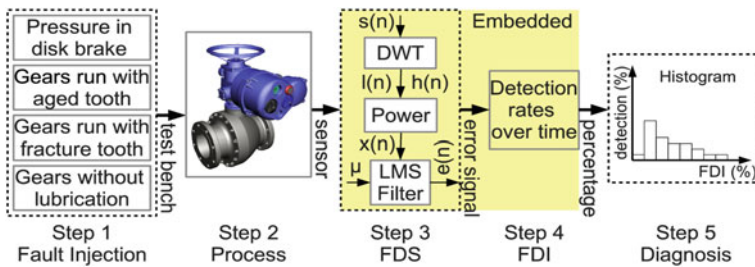 Pressure in
disk brake
Gears run with
aged tooth
Gears run with
fracture tooth
Gears without
lubrication
test bench
Step 1
Fault Injection
sensor
Step 2
Process
s(n)
DWT
l(n)
h(n)
Power
x(n)
μ
LMS
Filter
e(n)
error signal
Step 3
FDS
Embedded
Detection
rates
over time
percentage
Step 4
FDI
Histogram
detection (%)
FDI (%)
Step 5
Diagnosis